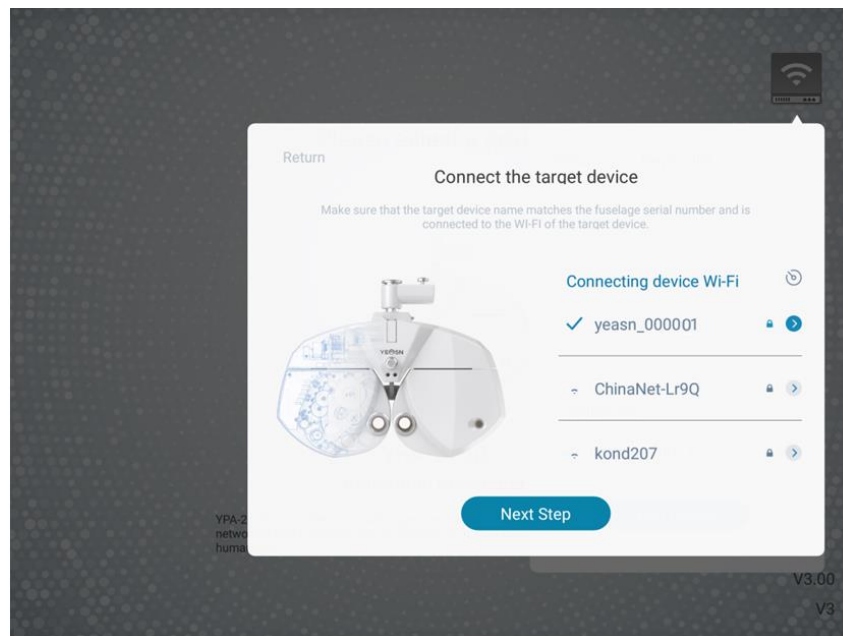 Return
Connect the target device
Make sure that the target device name matches the fuselage serial number and is
connected to the WI-FI of the target device.
Connecting device Wi-Fi
yeasn_000001
YEASN
ChinaNet-Lr9Q
kond207
Next Step
YPA-2
netwo
huma
V3.00
V3